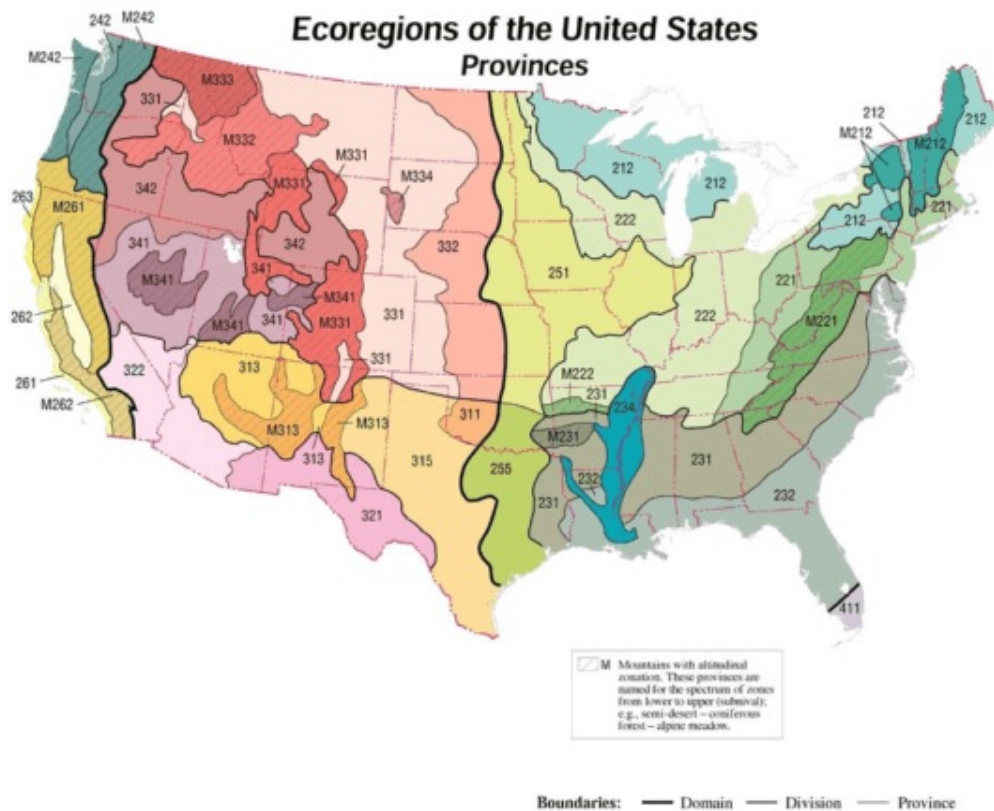 Ecoregions of the United States
Provinces
242
M242
M242
M333
331
M332
M331
M331
M334
342
263
M261
341
342
332
M341
341
262
M341
341
M341
M331
331
331
261
322
M262
313
M313
M313
313
321
315
311
212
212
222
251
222
212
M212
M212
212
221
212
221
M221
M222
231
234
M231
255
231
232
231
232
411
M Mountains with altitudinal
zonation. These provinces are
named for the spectrum of zones
from lower to upper (subnival);
e.g., semi-desert – coniferous
forest – alpine meadow.
Boundaries: Domain Division Province